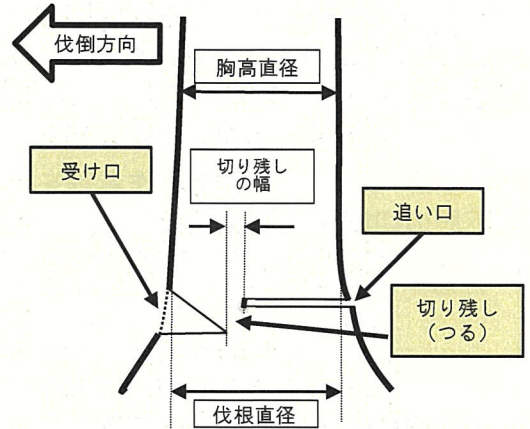 伐倒方向
胸高直径
受け口
切り残し
の幅
追い口
切り残し
（つる）
伐根直径